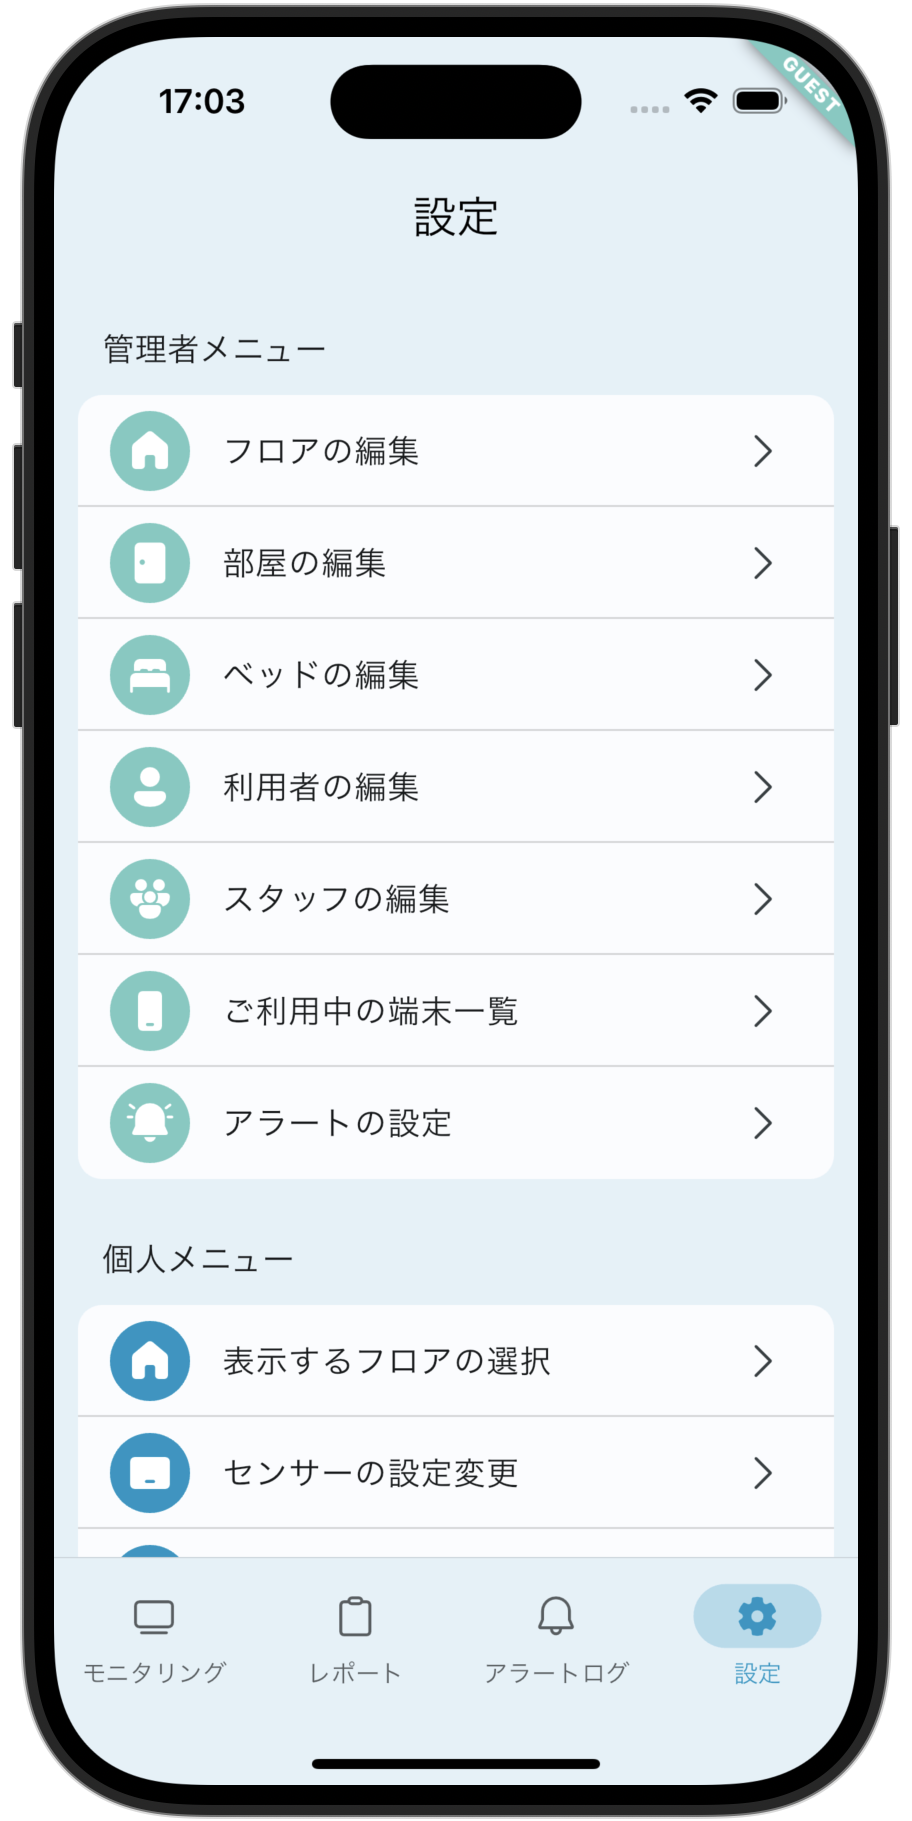 17:03
GUEST
設定
管理者メニュー
フロアの編集
部屋の編集
ベッドの編集
利用者の編集
スタッフの編集
ご利用中の端末一覧
アラートの設定
個人メニュー
表示するフロアの選択
センサーの設定変更
モニタリング
レポート
アラートログ
設定